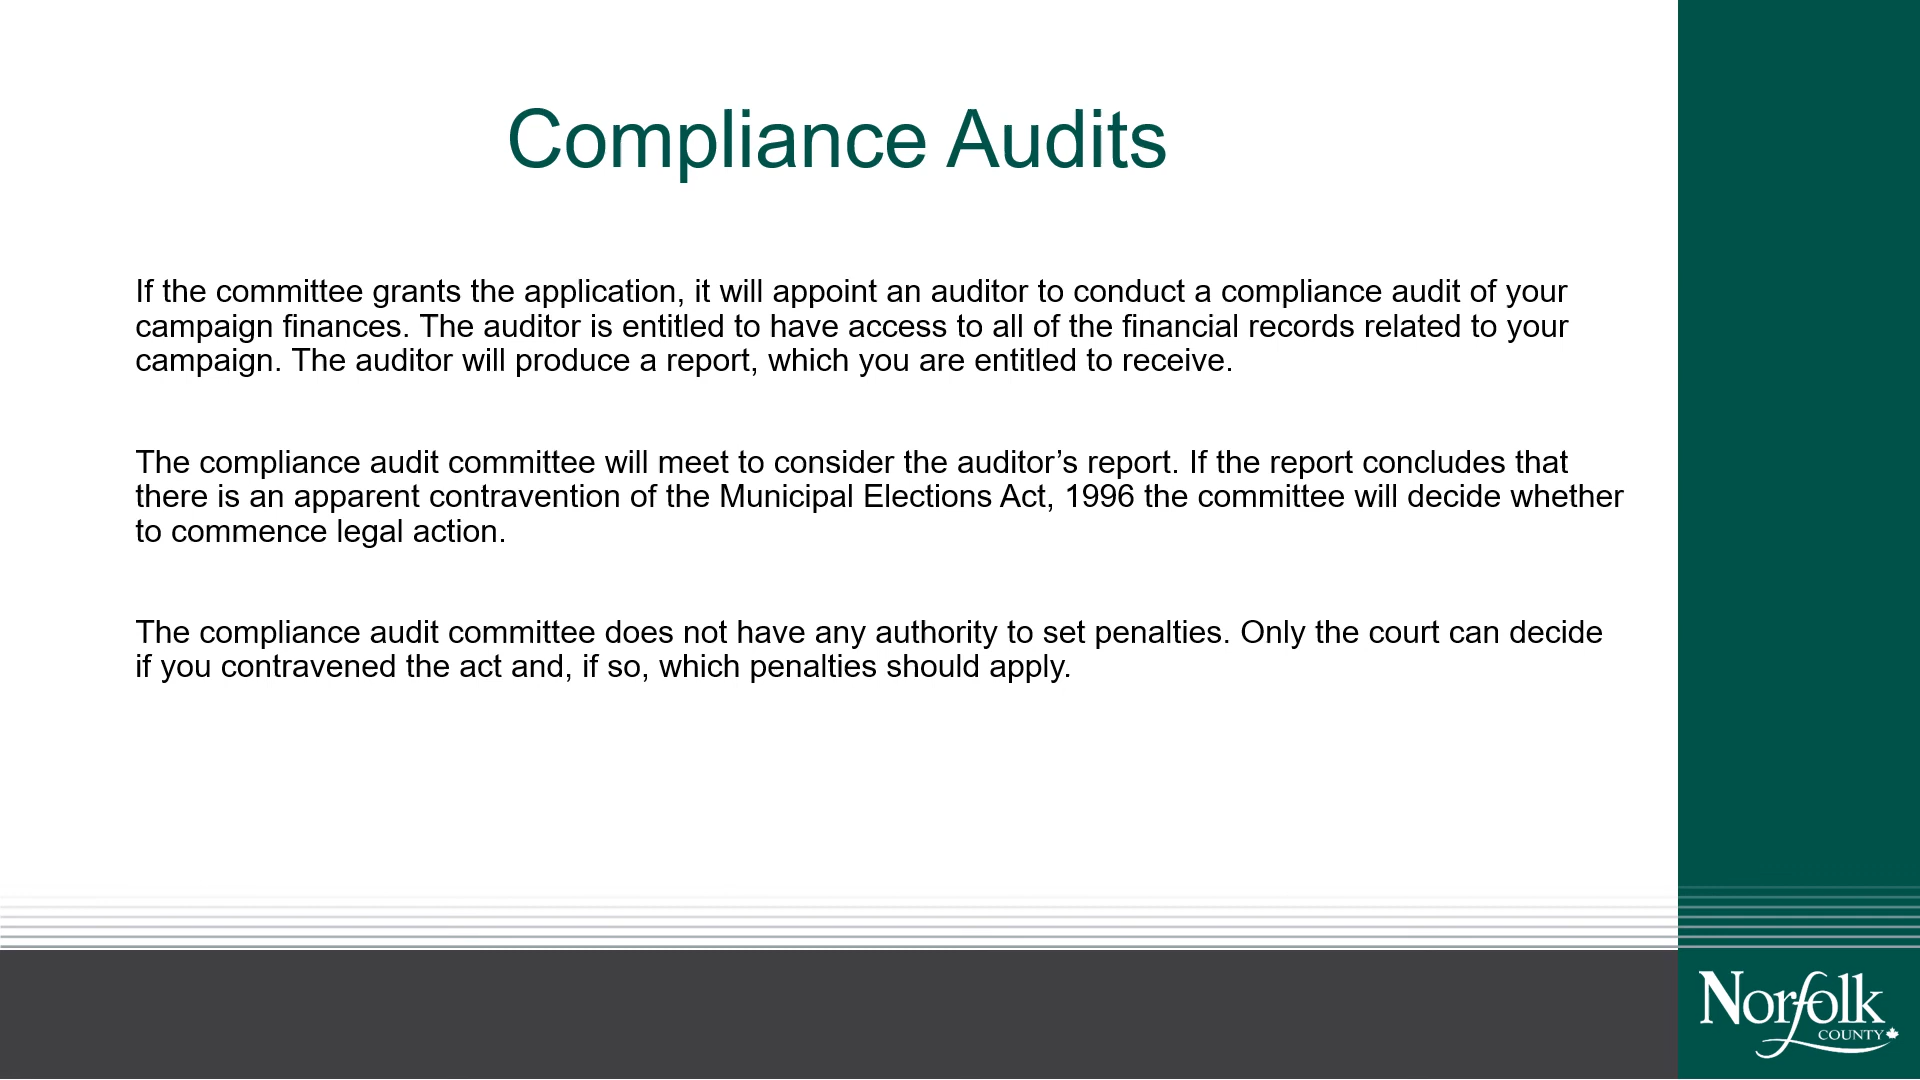 Compliance Audits
If the committee grants the application, it will appoint an auditor to conduct a compliance audit of your
campaign finances. The auditor is entitled to have access to all of the financial records related to your
campaign. The auditor will produce a report, which you are entitled to receive.
The compliance audit committee will meet to consider the auditor’s report. If the report concludes that
there is an apparent contravention of the Municipal Elections Act, 1996 the committee will decide whether
to commence legal action.
The compliance audit committee does not have any authority to set penalties. Only the court can decide
if you contravened the act and, if so, which penalties should apply.
Norfolk
COUNTY